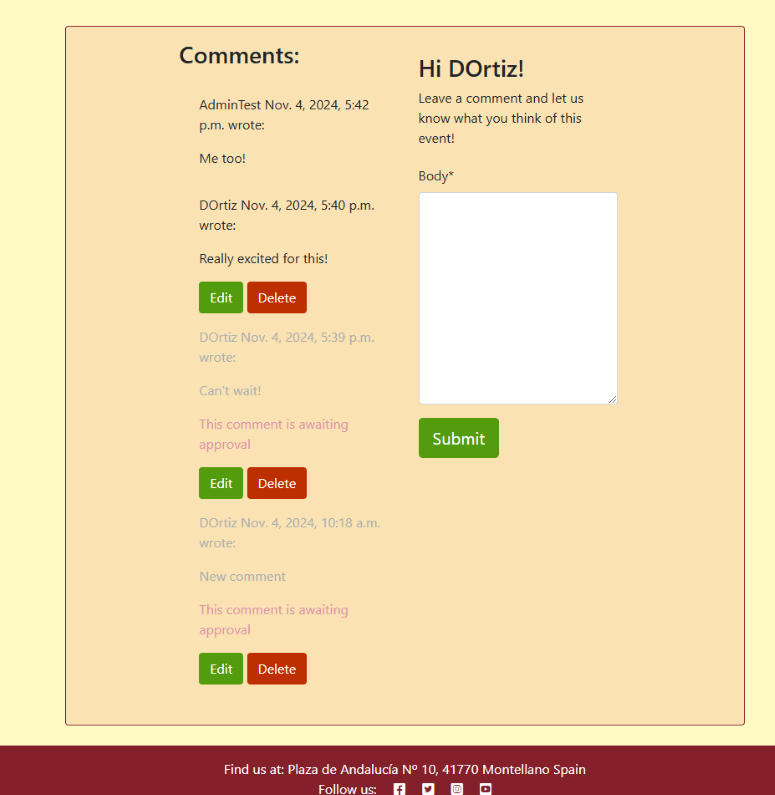 Comments:
AdminTest Nov. 4, 2024, 5:42
p.m. wrote:
Me too!
DOrtiz Nov. 4, 2024, 5:40 p.m.
wrote:
Really excited for this!
Edit Delete
DOrtiz Nov. 4, 2024, 5:39 p.m.
wrote:
Can't wait!
This comment is awaiting
approval
Edit Delete
DOrtiz Nov. 4, 2024, 10:18 a.m.
wrote:
New comment
This comment is awaiting
approval
Edit Delete
Hi DOrtiz!
Leave a comment and let us
know what you think of this
event!
Body*
Submit
Find us at: Plaza de Andalucía Nº 10, 41770 Montellano Spain
Follow us: